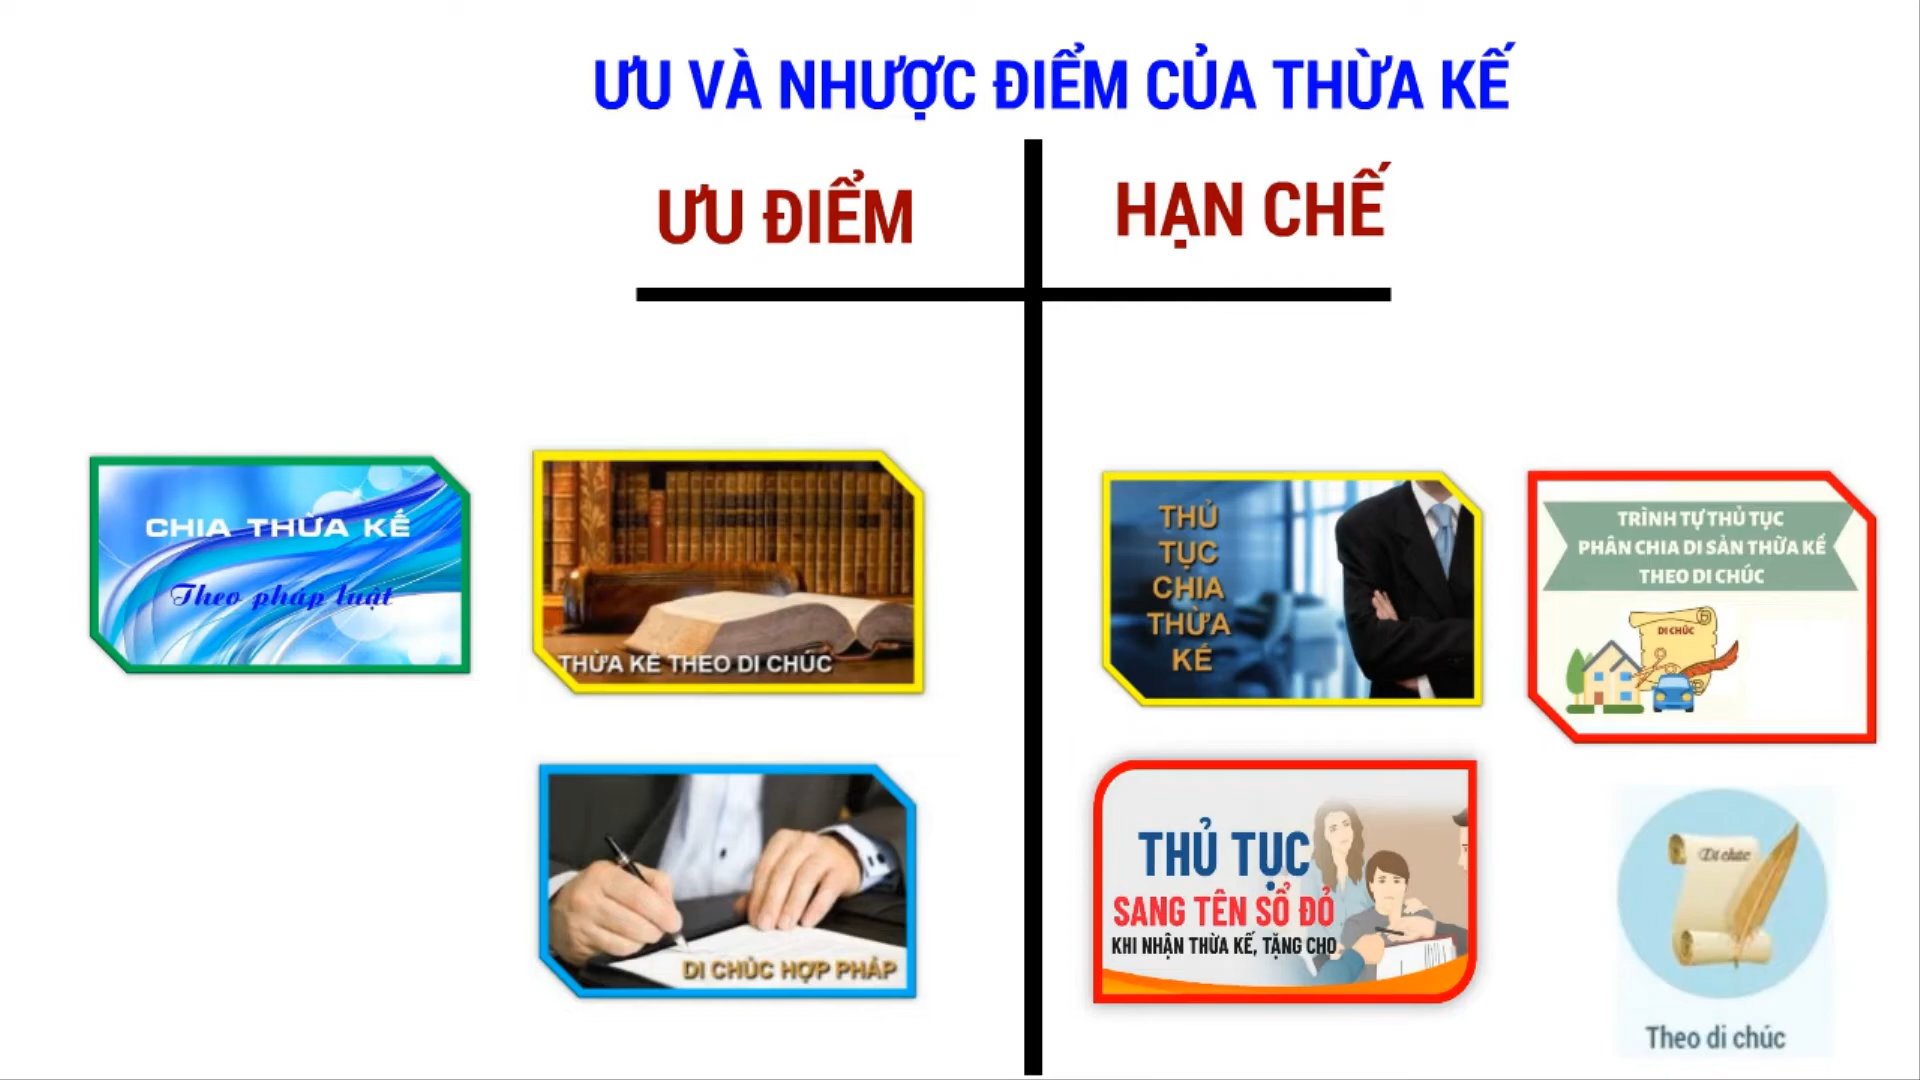 ƯU VÀ NHƯỢC ĐIỂM CỦA THỪA KẾ
ƯU ĐIỂM
HẠN CHẾ
CHIA THỪA KẾ
Theo pháp luật
THỪA KẾ THEO DI CHÚC
DI CHÚC HỢP PHÁP
THỦ
TỤC
CHIA
THỪA
KẾ
TRÌNH TỰ THỦ TỤC
PHÂN CHIA DI SẢN THỪA KẾ
THEO DI CHÚC
DI CHÚC
THỦ TỤC
SANG TÊN SỔ ĐỎ
KHI NHẬN THỪA KẾ, TẶNG CHO
Di chúc
Theo di chúc